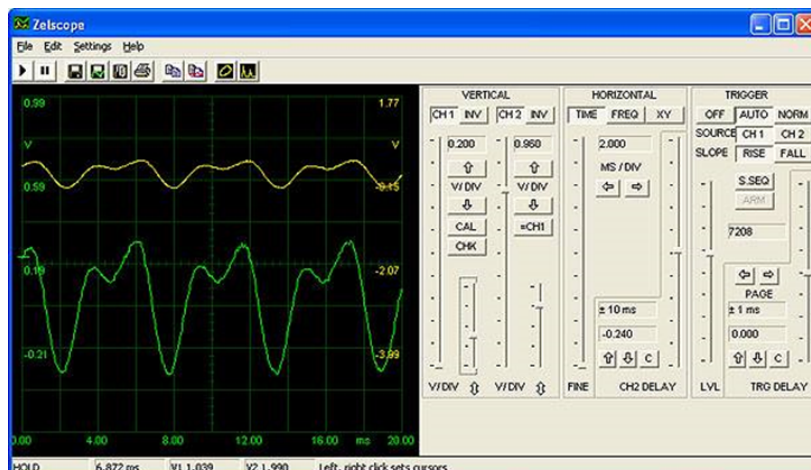 Zelscope
File Edit Settings Help
0.99 1.77
V V
0.59 -0.15
0.19 -2.07
-0.21 -3.99
0.00 4.00 8.00 12.00 16.00 ms 20.00
VERTICAL
CH 1 INV CH 2 INV
0.200 0.960
V/DIV V/DIV
CAL =CH1
CHK
V/DIV V/DIV
HORIZONTAL
TIME FREQ XY
2.000
MS / DIV
± 10 ms
-0.240
FINE CH2 DELAY
TRIGGER
OFF AUTO NORM
SOURCE CH 1 CH 2
SLOPE RISE FALL
S.SEQ
ARM
7208
PAGE
± 1 ms
0.000
C C
LVL TRG DELAY
HOLD 6.872 ms V1 1.039 V2 1.990 Left, right click sets cursors